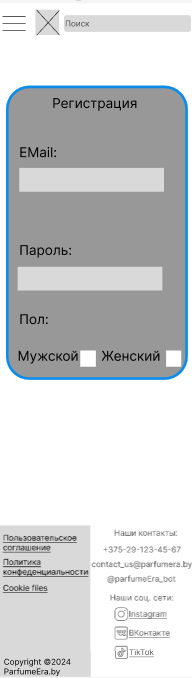 Поиск
Регистрация
EMail:
Пароль:
Пол:
Мужской Женский
Пользовательское
соглашение
Политика
конфеденциальности
Cookie files
Copyright ©2024
ParfumeEra.by
Наши контакты:
+375-29-123-45-67
contact_us@parfumera.by
@parfumeEra_bot
Наши соц. сети:
Instagram
ВКонтакте
TikTok